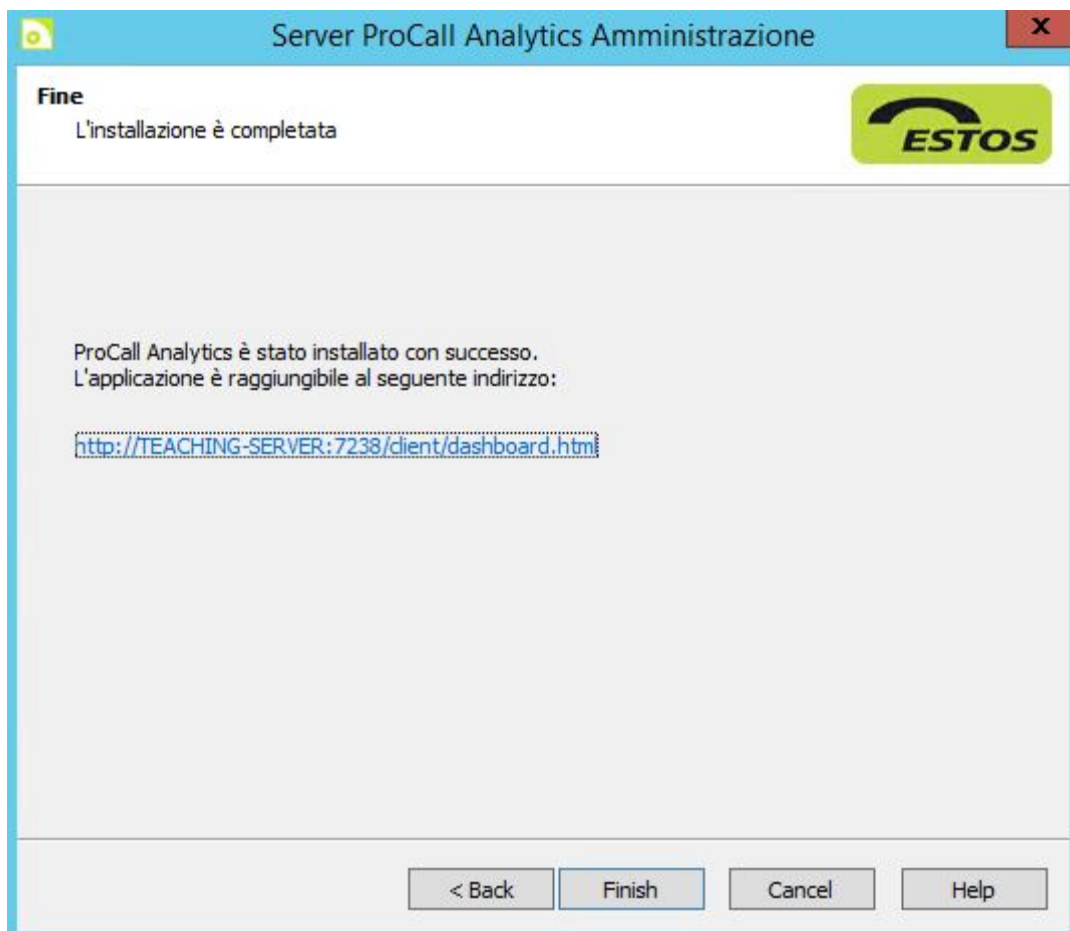 Server ProCall Analytics Amministrazione
x
Fine
L'installazione è completata
ESTOS
ProCall Analytics è stato installato con successo.
L'applicazione è raggiungibile al seguente indirizzo:
http://TEACHING-SERVER:7238/client/dashboard.html
< Back
Finish
Cancel
Help